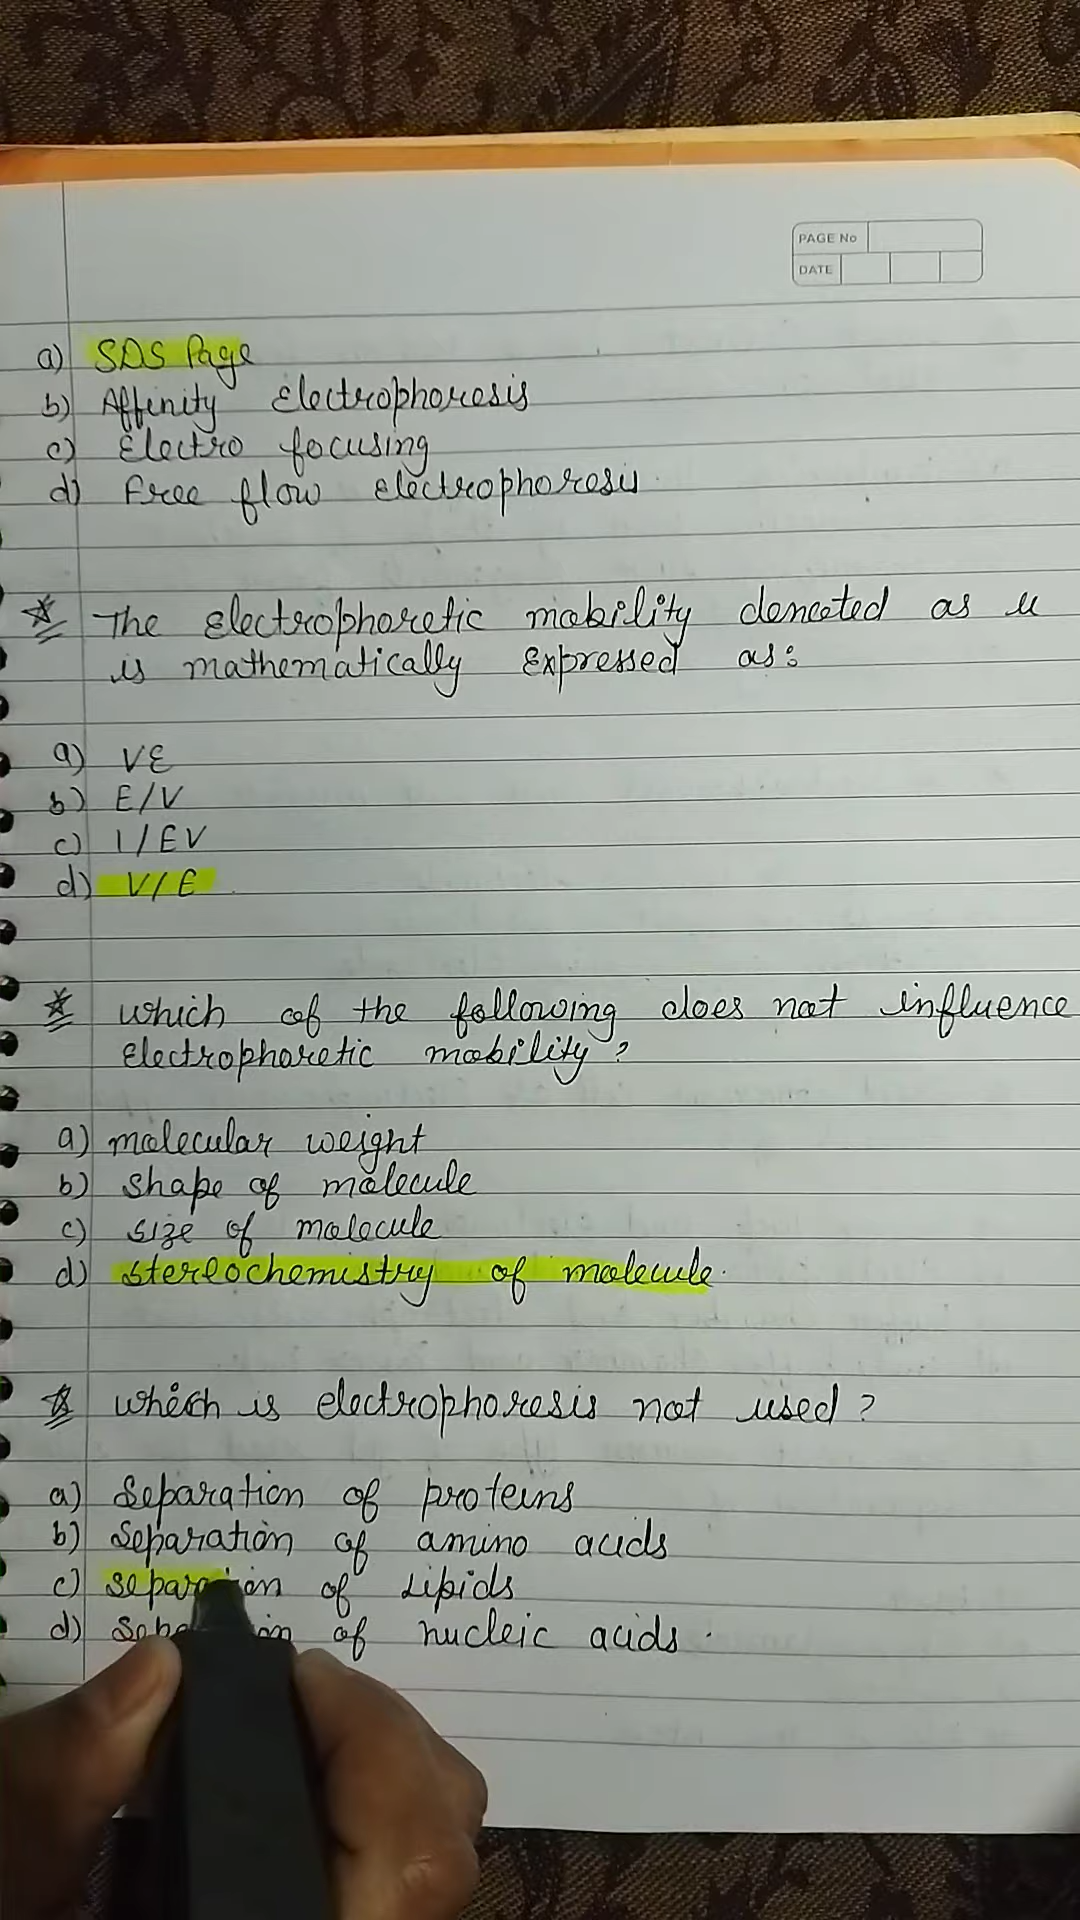 PAGE No
DATE
a) SDS Page
b) Affinity Electrophoresis
c) Electro focusing
d) Free flow electrophoresis.
The electrophoretic mobility denoted as u
is mathematically expressed as:
a) VE
b) E/V
c) 1/EV
d) V/E
which of the following does not influence
Electrophoretic mobility?
a) molecular weight
b) shape of molecule
c) size of molecule
d) stereochemistry of molecule.
which is electrophoresis not used?
a) Separation of proteins
b) Separation of amino acids
c) separation of Lipids
d) of nucleic acids.